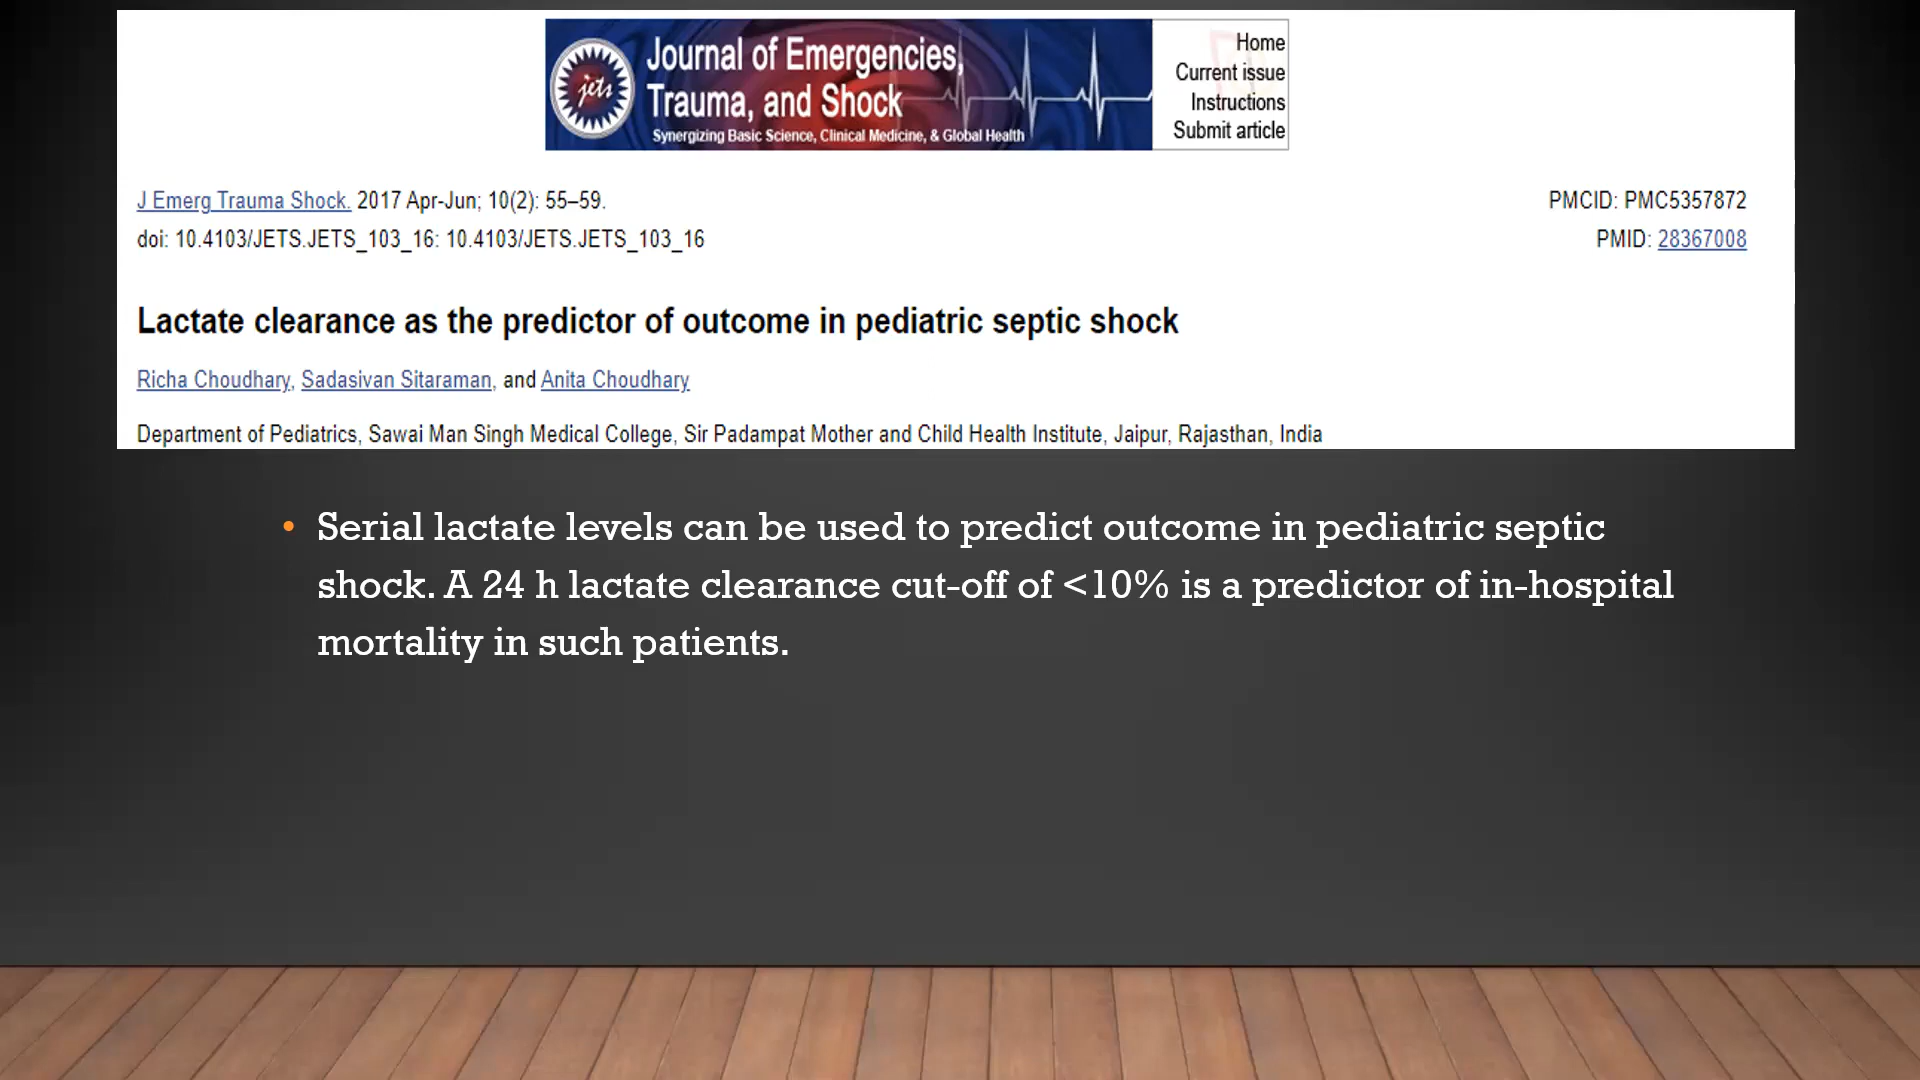 jets
Journal of Emergencies,
Trauma, and Shock
Synergizing Basic Science, Clinical Medicine, & Global Health
Home
Current issue
Instructions
Submit article
J Emerg Trauma Shock. 2017 Apr-Jun; 10(2): 55–59.
PMCID: PMC5357872
doi: 10.4103/JETS.JETS_103_16: 10.4103/JETS.JETS_103_16
PMID: 28367008
Lactate clearance as the predictor of outcome in pediatric septic shock
Richa Choudhary, Sadasivan Sitaraman, and Anita Choudhary
Department of Pediatrics, Sawai Man Singh Medical College, Sir Padampat Mother and Child Health Institute, Jaipur, Rajasthan, India
• Serial lactate levels can be used to predict outcome in pediatric septic
shock. A 24 h lactate clearance cut-off of <10% is a predictor of in-hospital
mortality in such patients.